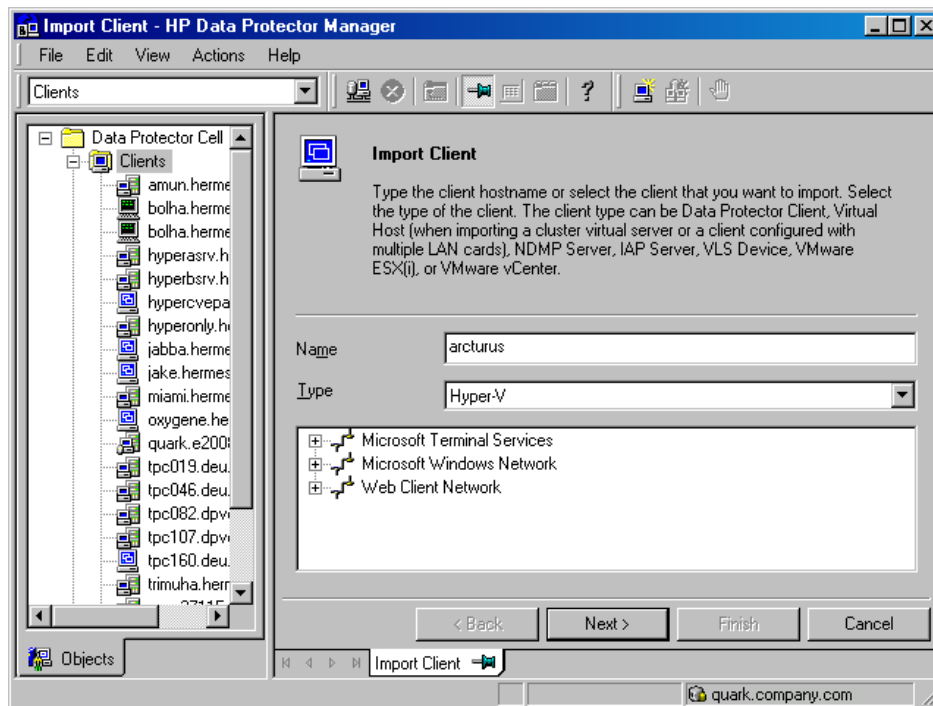 Import Client - HP Data Protector Manager
File Edit View Actions Help
Clients
Data Protector Cell
Clients
amun.herme
bolha.herme
bolha.herme
hyperasrv.h
hyperbsrv.h
hypercvepa
hyperonly.h
jabba.herme
jake.hermes
miami.herme
oxygene.he
quark.e200
tpc019.deu.
tpc046.deu.
tpc082.dpv
tpc107.dpv
tpc160.deu.
trimuha.herr
Objects
Import Client
Type the client hostname or select the client that you want to import. Select
the type of the client. The client type can be Data Protector Client, Virtual
Host (when importing a cluster virtual server or a client configured with
multiple LAN cards), NDMP Server, IAP Server, VLS Device, VMware
ESX(i), or VMware vCenter.
Name arcturus
Type Hyper-V
Microsoft Terminal Services
Microsoft Windows Network
Web Client Network
< Back Next > Finish Cancel
Import Client
quark.company.com